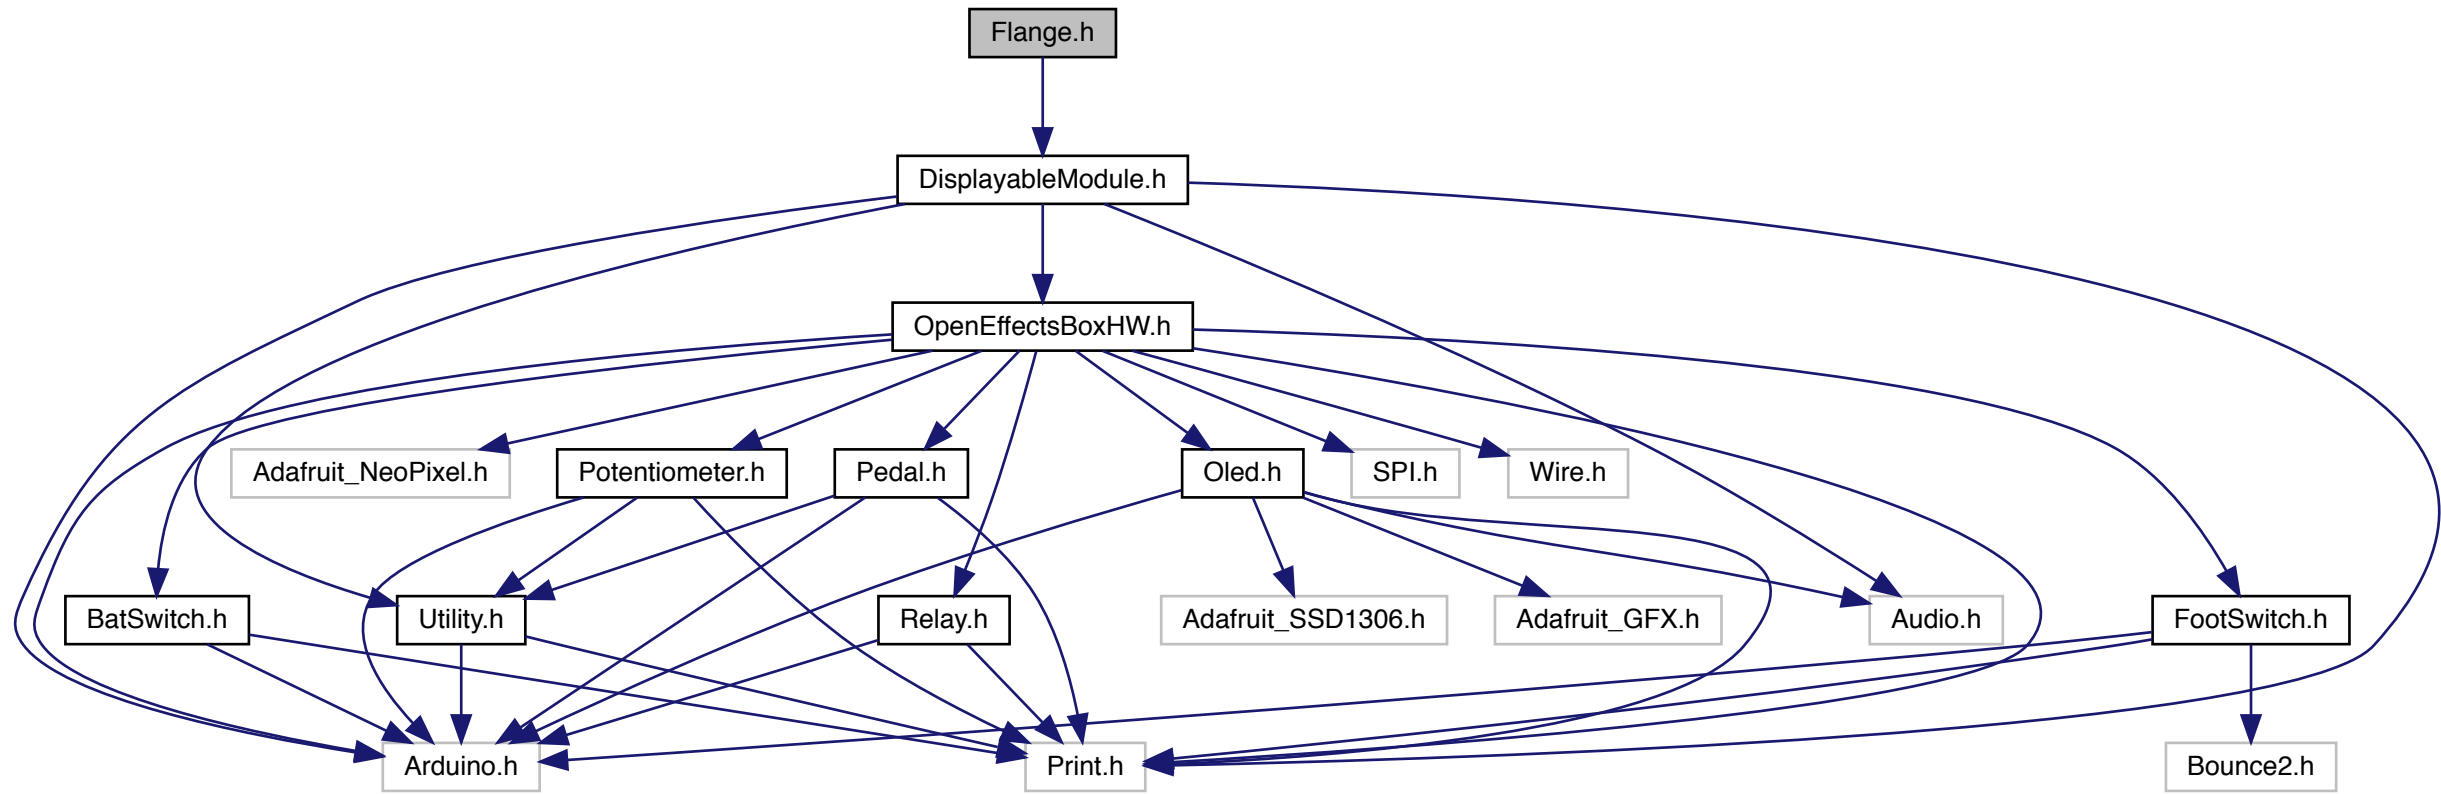 Flange.h
DisplayableModule.h
OpenEffectsBoxHW.h
Adafruit_NeoPixel.h
Potentiometer.h
Pedal.h
Oled.h
SPI.h
Wire.h
BatSwitch.h
Utility.h
Relay.h
Adafruit_SSD1306.h
Adafruit_GFX.h
Audio.h
FootSwitch.h
Arduino.h
Print.h
Bounce2.h